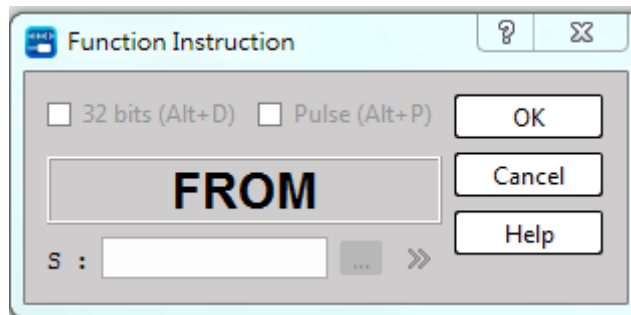 Function Instruction
32 bits (Alt+D) Pulse (Alt+P)
OK
FROM
Cancel
Help
S :
...